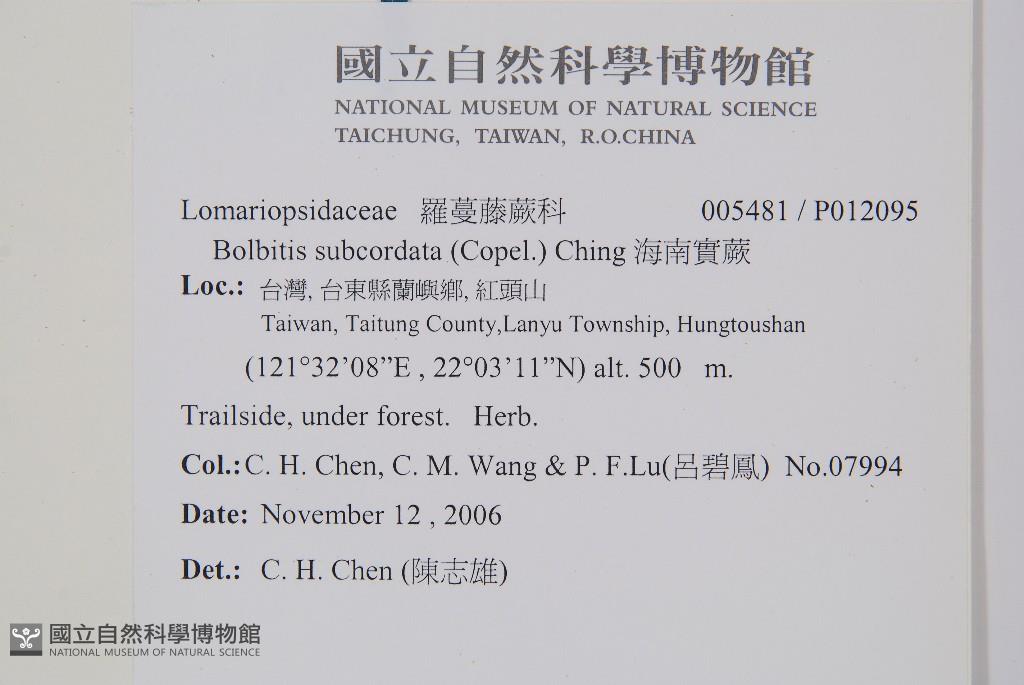 國立自然科學博物館
NATIONAL MUSEUM OF NATURAL SCIENCE
TAICHUNG, TAIWAN, R.O.CHINA
Lomariopsidaceae 羅蔓藤蕨科 005481 / P012095
Bolbitis subcordata (Copel.) Ching 海南實蕨
Loc.: 台灣, 台東縣蘭嶼鄉, 紅頭山
Taiwan, Taitung County,Lanyu Township, Hungtoushan
(121°32’08”E , 22°03’11”N) alt. 500 m.
Trailside, under forest. Herb.
Col.: C. H. Chen, C. M. Wang & P. F.Lu(呂碧鳳) No.07994
Date: November 12 , 2006
Det.: C. H. Chen (陳志雄)
國立自然科學博物館
NATIONAL MUSEUM OF NATURAL SCIENCE